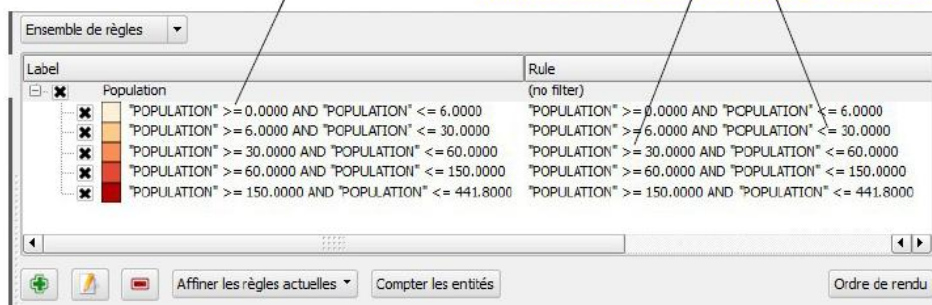 Ensemble de règles
Label Rule
Population (no filter)
"POPULATION" >= 0.0000 AND "POPULATION" <= 6.0000 "POPULATION" >= 0.0000 AND "POPULATION" <= 6.0000
"POPULATION" >= 6.0000 AND "POPULATION" <= 30.0000 "POPULATION" >= 6.0000 AND "POPULATION" <= 30.0000
"POPULATION" >= 30.0000 AND "POPULATION" <= 60.0000 "POPULATION" >= 30.0000 AND "POPULATION" <= 60.0000
"POPULATION" >= 60.0000 AND "POPULATION" <= 150.0000 "POPULATION" >= 60.0000 AND "POPULATION" <= 150.0000
"POPULATION" >= 150.0000 AND "POPULATION" <= 441.8000 "POPULATION" >= 150.0000 AND "POPULATION" <= 441.8000
Affiner les règles actuelles Compter les entités Ordre de rendu